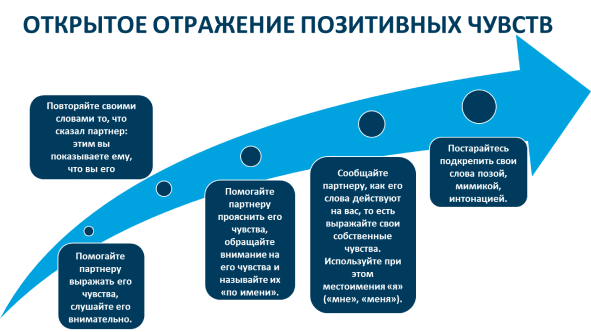 ОТКРЫТОЕ ОТРАЖЕНИЕ ПОЗИТИВНЫХ ЧУВСТВ
Помогайте
партнеру
выражать его
чувства,
слушайте его
внимательно.
Повторяйте своими
словами то, что
сказал партнер:
этим вы
показываете ему,
что вы его
Помогайте
партнеру
прояснить его
чувства,
обращайте
внимание на
его чувства и
называйте их
«по имени».
Сообщайте
партнеру, как его
слова действуют
на вас, то есть
выражайте свои
собственные
чувства.
Используйте при
этом
местоимения «я»
(«мне», «меня»).
Постарайтесь
подкрепить свои
слова позой,
мимикой,
интонацией.